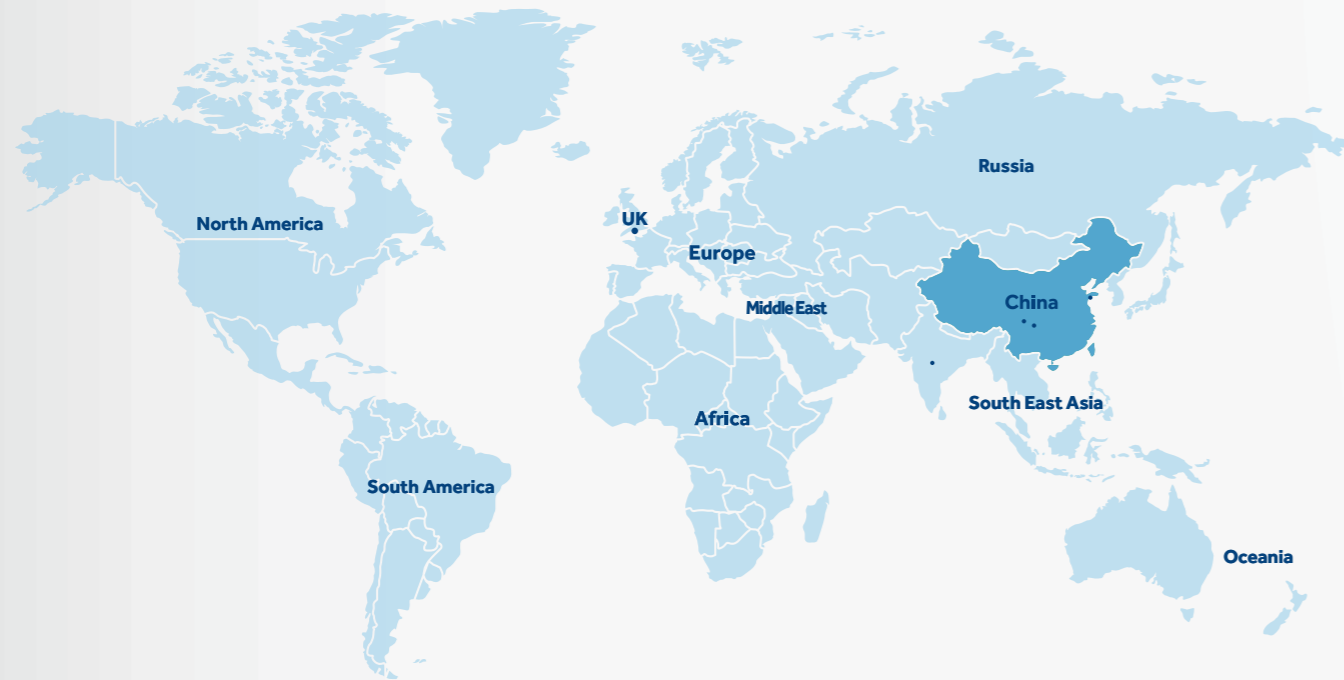 Russia
UK
North America
Europe
China
Middle East
South East Asia
Africa
South America
Oceania